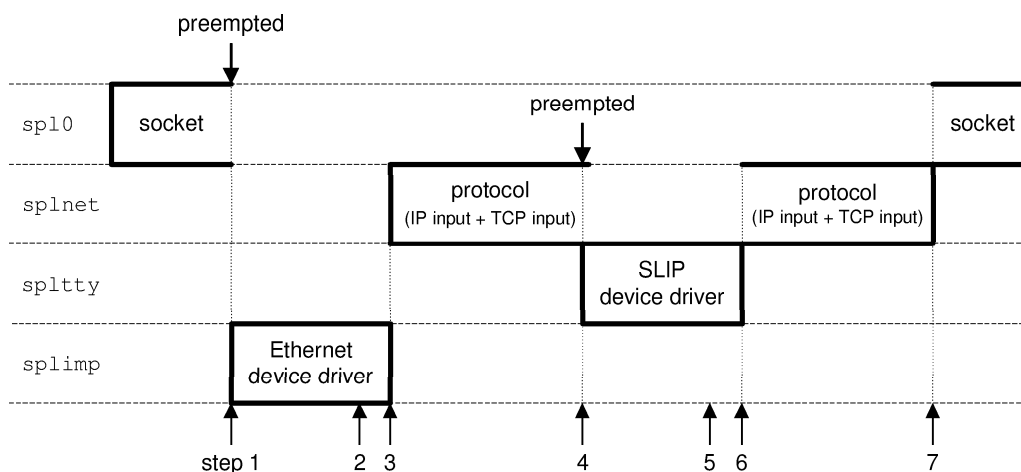 preempted
spl0
socket
preempted
socket
splnet
protocol
(IP input + TCP input)
protocol
(IP input + TCP input)
spltty
SLIP
device driver
splimp
Ethernet
device driver
step 1
2
3
4
5
6
7